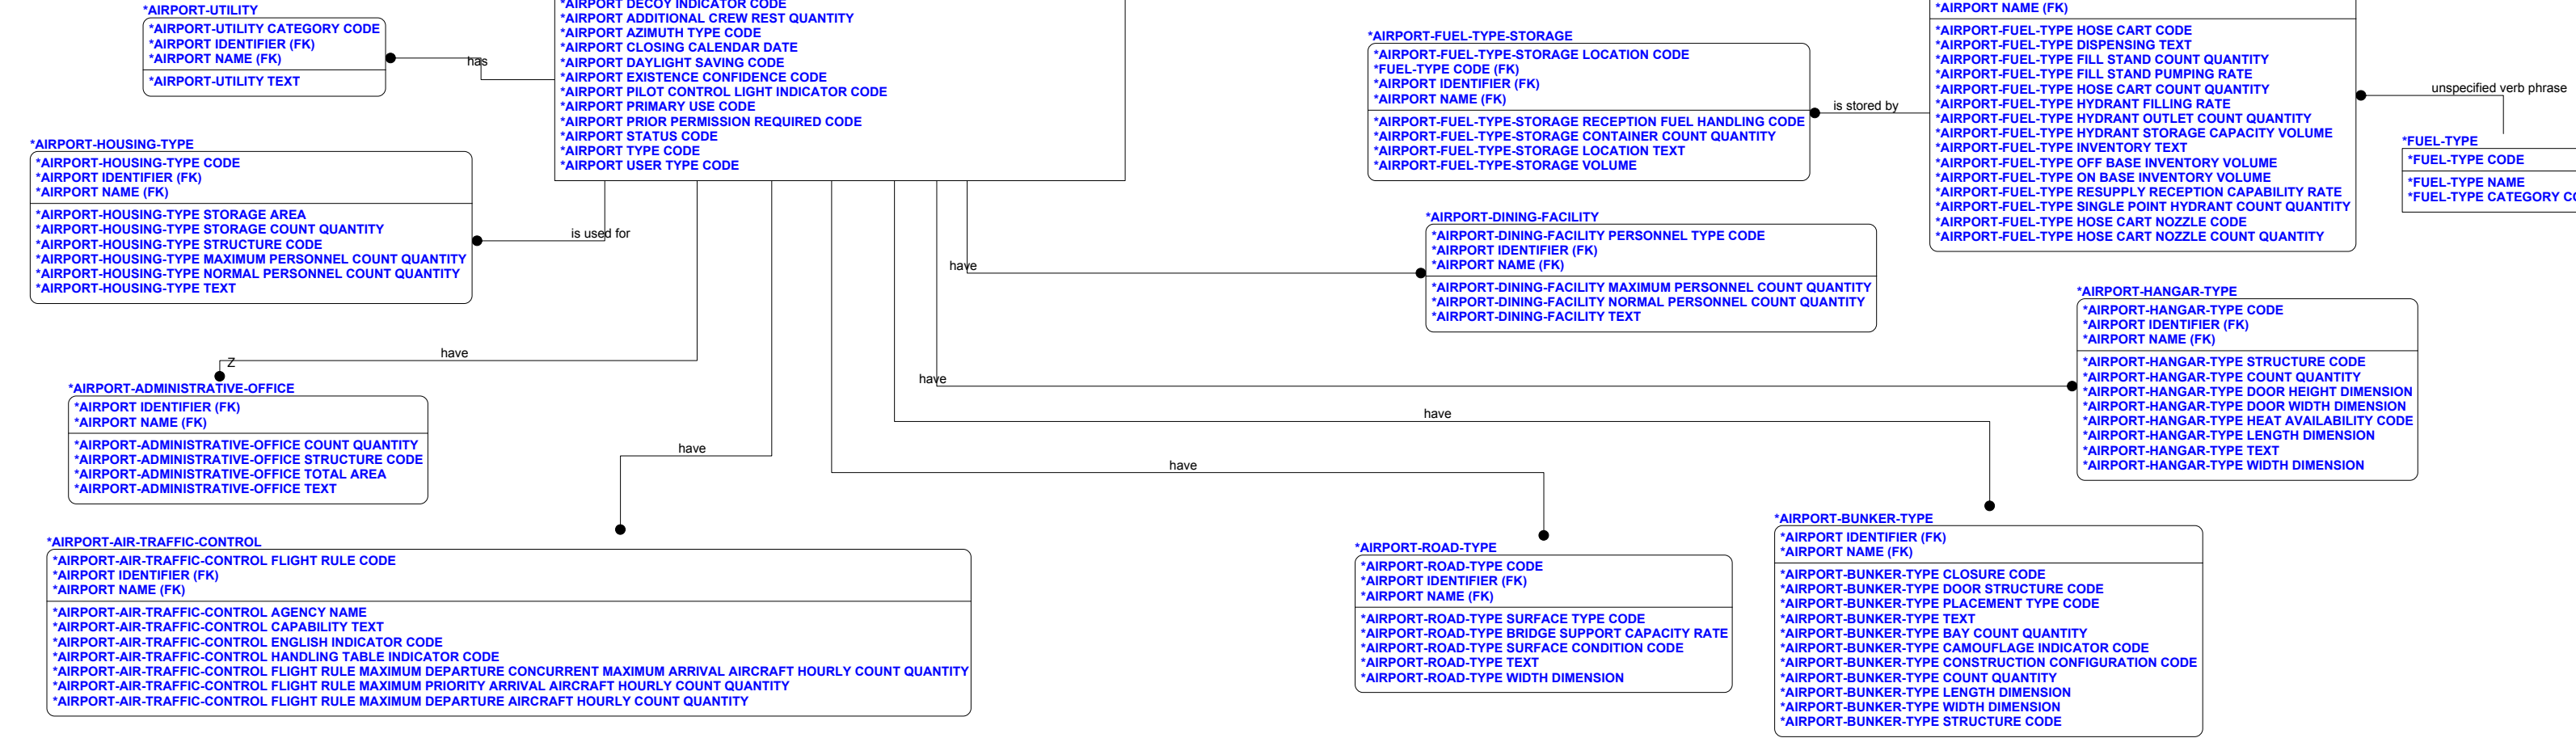 *AIRPORT-UTILITY
*AIRPORT-UTILITY CATEGORY CODE
*AIRPORT IDENTIFIER (FK)
*AIRPORT NAME (FK)
*AIRPORT-UTILITY TEXT
has
*AIRPORT DECOY INDICATOR CODE
*AIRPORT ADDITIONAL CREW REST QUANTITY
*AIRPORT AZIMUTH TYPE CODE
*AIRPORT CLOSING CALENDAR DATE
*AIRPORT DAYLIGHT SAVING CODE
*AIRPORT EXISTENCE CONFIDENCE CODE
*AIRPORT PILOT CONTROL LIGHT INDICATOR CODE
*AIRPORT PRIMARY USE CODE
*AIRPORT PRIOR PERMISSION REQUIRED CODE
*AIRPORT STATUS CODE
*AIRPORT TYPE CODE
*AIRPORT USER TYPE CODE
*AIRPORT-FUEL-TYPE-STORAGE
*AIRPORT-FUEL-TYPE-STORAGE LOCATION CODE
*FUEL-TYPE CODE (FK)
*AIRPORT IDENTIFIER (FK)
*AIRPORT NAME (FK)
*AIRPORT-FUEL-TYPE-STORAGE RECEPTION FUEL HANDLING CODE
*AIRPORT-FUEL-TYPE-STORAGE CONTAINER COUNT QUANTITY
*AIRPORT-FUEL-TYPE-STORAGE LOCATION TEXT
*AIRPORT-FUEL-TYPE-STORAGE VOLUME
is stored by
*AIRPORT NAME (FK)
*AIRPORT-FUEL-TYPE HOSE CART CODE
*AIRPORT-FUEL-TYPE DISPENSING TEXT
*AIRPORT-FUEL-TYPE FILL STAND COUNT QUANTITY
*AIRPORT-FUEL-TYPE FILL STAND PUMPING RATE
*AIRPORT-FUEL-TYPE HOSE CART COUNT QUANTITY
*AIRPORT-FUEL-TYPE HYDRANT FILLING RATE
*AIRPORT-FUEL-TYPE HYDRANT OUTLET COUNT QUANTITY
*AIRPORT-FUEL-TYPE HYDRANT STORAGE CAPACITY VOLUME
*AIRPORT-FUEL-TYPE INVENTORY TEXT
*AIRPORT-FUEL-TYPE OFF BASE INVENTORY VOLUME
*AIRPORT-FUEL-TYPE ON BASE INVENTORY VOLUME
*AIRPORT-FUEL-TYPE RESUPPLY RECEPTION CAPABILITY RATE
*AIRPORT-FUEL-TYPE SINGLE POINT HYDRANT COUNT QUANTITY
*AIRPORT-FUEL-TYPE HOSE CART NOZZLE CODE
*AIRPORT-FUEL-TYPE HOSE CART NOZZLE COUNT QUANTITY
unspecified verb phrase
*FUEL-TYPE
*FUEL-TYPE CODE
*FUEL-TYPE NAME
*FUEL-TYPE CATEGORY
*AIRPORT-HOUSING-TYPE
*AIRPORT-HOUSING-TYPE CODE
*AIRPORT IDENTIFIER (FK)
*AIRPORT NAME (FK)
*AIRPORT-HOUSING-TYPE STORAGE AREA
*AIRPORT-HOUSING-TYPE STORAGE COUNT QUANTITY
*AIRPORT-HOUSING-TYPE STRUCTURE CODE
*AIRPORT-HOUSING-TYPE MAXIMUM PERSONNEL COUNT QUANTITY
*AIRPORT-HOUSING-TYPE NORMAL PERSONNEL COUNT QUANTITY
*AIRPORT-HOUSING-TYPE TEXT
is used for
have
*AIRPORT-DINING-FACILITY
*AIRPORT-DINING-FACILITY PERSONNEL TYPE CODE
*AIRPORT IDENTIFIER (FK)
*AIRPORT NAME (FK)
*AIRPORT-DINING-FACILITY MAXIMUM PERSONNEL COUNT QUANTITY
*AIRPORT-DINING-FACILITY NORMAL PERSONNEL COUNT QUANTITY
*AIRPORT-DINING-FACILITY TEXT
*AIRPORT-HANGAR-TYPE
*AIRPORT-HANGAR-TYPE CODE
*AIRPORT IDENTIFIER (FK)
*AIRPORT NAME (FK)
*AIRPORT-HANGAR-TYPE STRUCTURE CODE
*AIRPORT-HANGAR-TYPE COUNT QUANTITY
*AIRPORT-HANGAR-TYPE DOOR HEIGHT DIMENSION
*AIRPORT-HANGAR-TYPE DOOR WIDTH DIMENSION
*AIRPORT-HANGAR-TYPE HEAT AVAILABILITY CODE
*AIRPORT-HANGAR-TYPE LENGTH DIMENSION
*AIRPORT-HANGAR-TYPE TEXT
*AIRPORT-HANGAR-TYPE WIDTH DIMENSION
have
Z
have
have
*AIRPORT-ADMINISTRATIVE-OFFICE
*AIRPORT IDENTIFIER (FK)
*AIRPORT NAME (FK)
*AIRPORT-ADMINISTRATIVE-OFFICE COUNT QUANTITY
*AIRPORT-ADMINISTRATIVE-OFFICE STRUCTURE CODE
*AIRPORT-ADMINISTRATIVE-OFFICE TOTAL AREA
*AIRPORT-ADMINISTRATIVE-OFFICE TEXT
have
have
*AIRPORT-AIR-TRAFFIC-CONTROL
*AIRPORT-AIR-TRAFFIC-CONTROL FLIGHT RULE CODE
*AIRPORT IDENTIFIER (FK)
*AIRPORT NAME (FK)
*AIRPORT-AIR-TRAFFIC-CONTROL AGENCY NAME
*AIRPORT-AIR-TRAFFIC-CONTROL CAPABILITY TEXT
*AIRPORT-AIR-TRAFFIC-CONTROL ENGLISH INDICATOR CODE
*AIRPORT-AIR-TRAFFIC-CONTROL HANDLING TABLE INDICATOR CODE
*AIRPORT-AIR-TRAFFIC-CONTROL FLIGHT RULE MAXIMUM DEPARTURE CONCURRENT MAXIMUM ARRIVAL AIRCRAFT HOURLY COUNT QUANTITY
*AIRPORT-AIR-TRAFFIC-CONTROL FLIGHT RULE MAXIMUM PRIORITY ARRIVAL AIRCRAFT HOURLY COUNT QUANTITY
*AIRPORT-AIR-TRAFFIC-CONTROL FLIGHT RULE MAXIMUM DEPARTURE AIRCRAFT HOURLY COUNT QUANTITY
*AIRPORT-ROAD-TYPE
*AIRPORT-ROAD-TYPE CODE
*AIRPORT IDENTIFIER (FK)
*AIRPORT NAME (FK)
*AIRPORT-ROAD-TYPE SURFACE TYPE CODE
*AIRPORT-ROAD-TYPE BRIDGE SUPPORT CAPACITY RATE
*AIRPORT-ROAD-TYPE SURFACE CONDITION CODE
*AIRPORT-ROAD-TYPE TEXT
*AIRPORT-ROAD-TYPE WIDTH DIMENSION
*AIRPORT-BUNKER-TYPE
*AIRPORT IDENTIFIER (FK)
*AIRPORT NAME (FK)
*AIRPORT-BUNKER-TYPE CLOSURE CODE
*AIRPORT-BUNKER-TYPE DOOR STRUCTURE CODE
*AIRPORT-BUNKER-TYPE PLACEMENT TYPE CODE
*AIRPORT-BUNKER-TYPE TEXT
*AIRPORT-BUNKER-TYPE BAY COUNT QUANTITY
*AIRPORT-BUNKER-TYPE CAMOUFLAGE INDICATOR CODE
*AIRPORT-BUNKER-TYPE CONSTRUCTION CONFIGURATION CODE
*AIRPORT-BUNKER-TYPE COUNT QUANTITY
*AIRPORT-BUNKER-TYPE LENGTH DIMENSION
*AIRPORT-BUNKER-TYPE WIDTH DIMENSION
*AIRPORT-BUNKER-TYPE STRUCTURE CODE